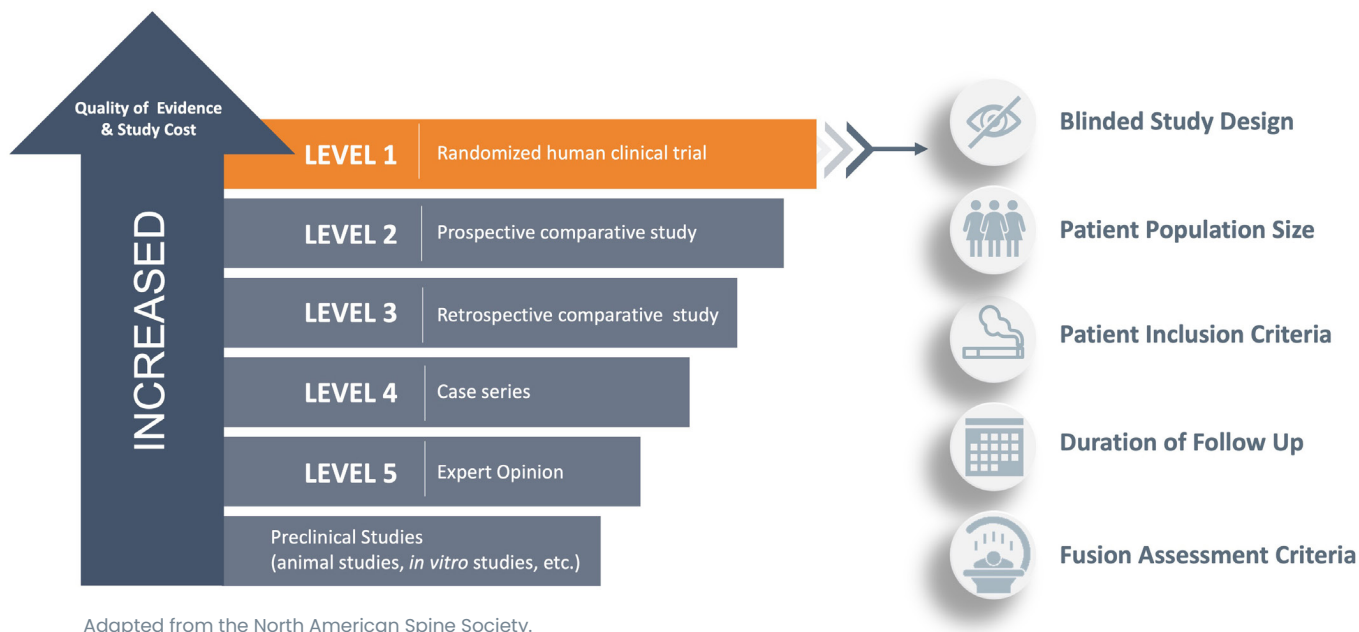 Quality of Evidence
& Study Cost
INCREASED
LEVEL 1
Randomized human clinical trial
LEVEL 2
Prospective comparative study
LEVEL 3
Retrospective comparative study
LEVEL 4
Case series
LEVEL 5
Expert Opinion
Preclinical Studies
(animal studies, in vitro studies, etc.)
Blinded Study Design
Patient Population Size
Patient Inclusion Criteria
Duration of Follow Up
Fusion Assessment Criteria
Adapted from the North American Spine Society.